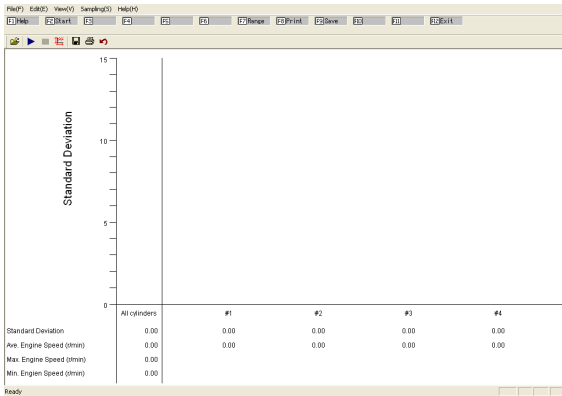 File(F) Edit(E) View(V) Sampling(S) Help(H)
F1 Help F2 Start F3 F4 F5 F6 F7 Range F8 Print F9 Save F10 F11 F12 Exit
15
10
5
0
Standard Deviation
All cylinders #1 #2 #3 #4
Standard Deviation 0.00 0.00 0.00 0.00 0.00
Ave. Engine Speed (r/min) 0.00 0.00 0.00 0.00 0.00
Max. Engine Speed (r/min) 0.00
Min. Engien Speed (r/min) 0.00
Ready